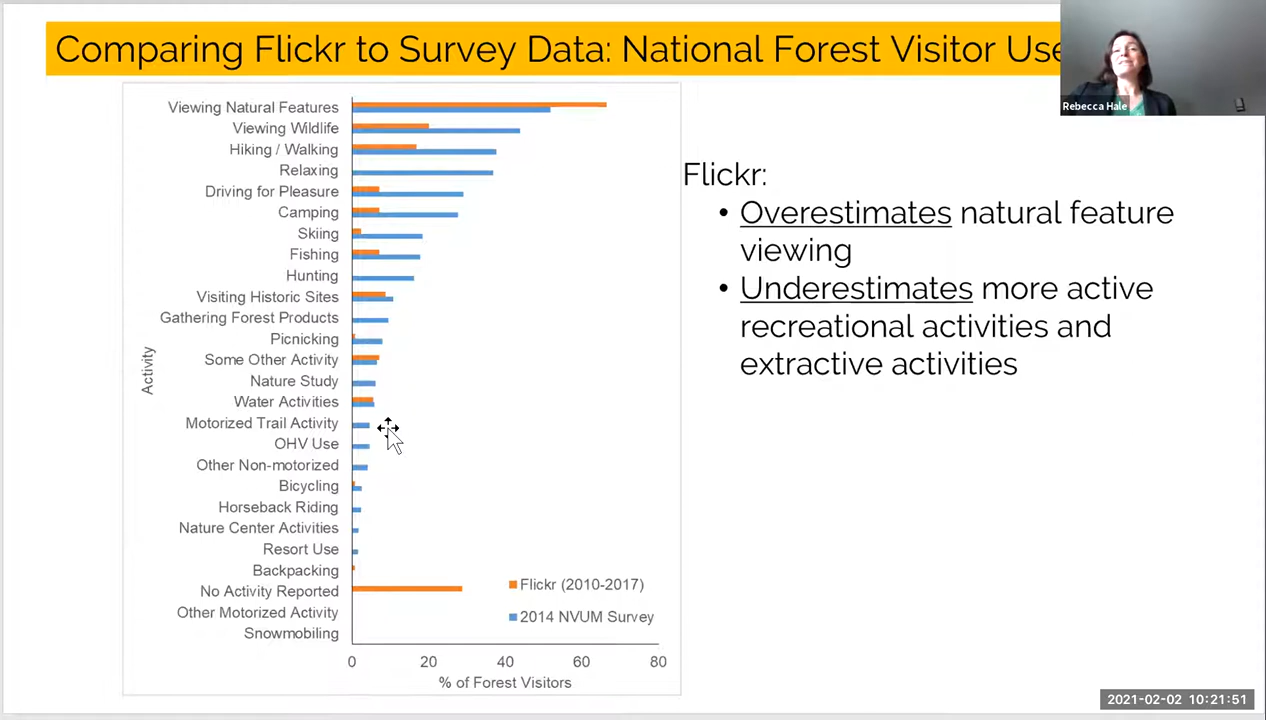 Comparing Flickr to Survey Data: National Forest Visitor Use
Rebecca Hale
Viewing Natural Features
Viewing Wildlife
Hiking / Walking
Relaxing
Driving for Pleasure
Camping
Skiing
Fishing
Hunting
Visiting Historic Sites
Gathering Forest Products
Picnicking
Some Other Activity
Nature Study
Water Activities
Motorized Trail Activity
OHV Use
Other Non-motorized
Bicycling
Horseback Riding
Nature Center Activities
Resort Use
Backpacking
No Activity Reported
Other Motorized Activity
Snowmobiling
Activity
Flickr (2010-2017)
2014 NVUM Survey
0 20 40 60 80
% of Forest Visitors
Flickr:
• Overestimates natural feature
viewing
• Underestimates more active
recreational activities and
extractive activities
2021-02-02 10:21:51